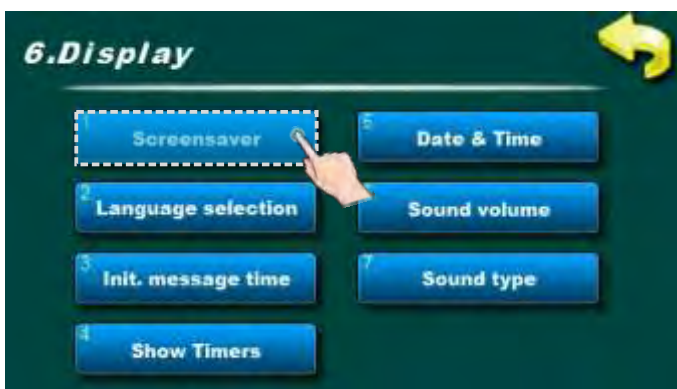 6.Display
1
Screensaver
2
Language selection
3
Init. message time
4
Show Timers
5
Date & Time
Sound volume
7
Sound type